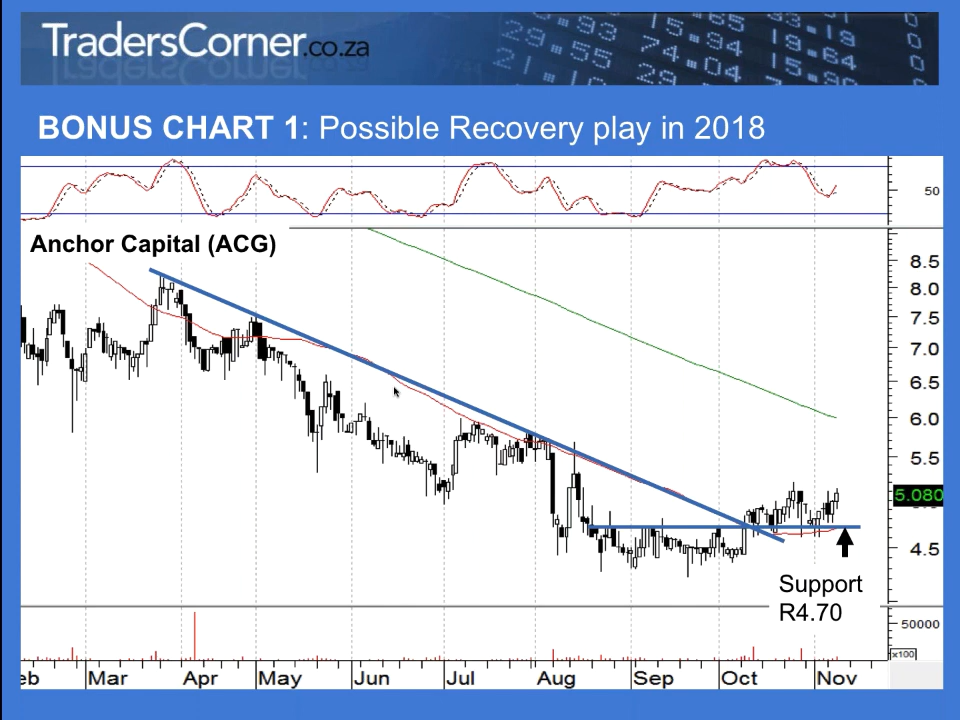 TradersCorner.co.za
BONUS CHART 1: Possible Recovery play in 2018
50
Anchor Capital (ACG)
8.5
8.0
7.5
7.0
6.5
6.0
5.5
5.080
4.5
Support
R4.70
50000
x100
eb Mar Apr May Jun Jul Aug Sep Oct Nov